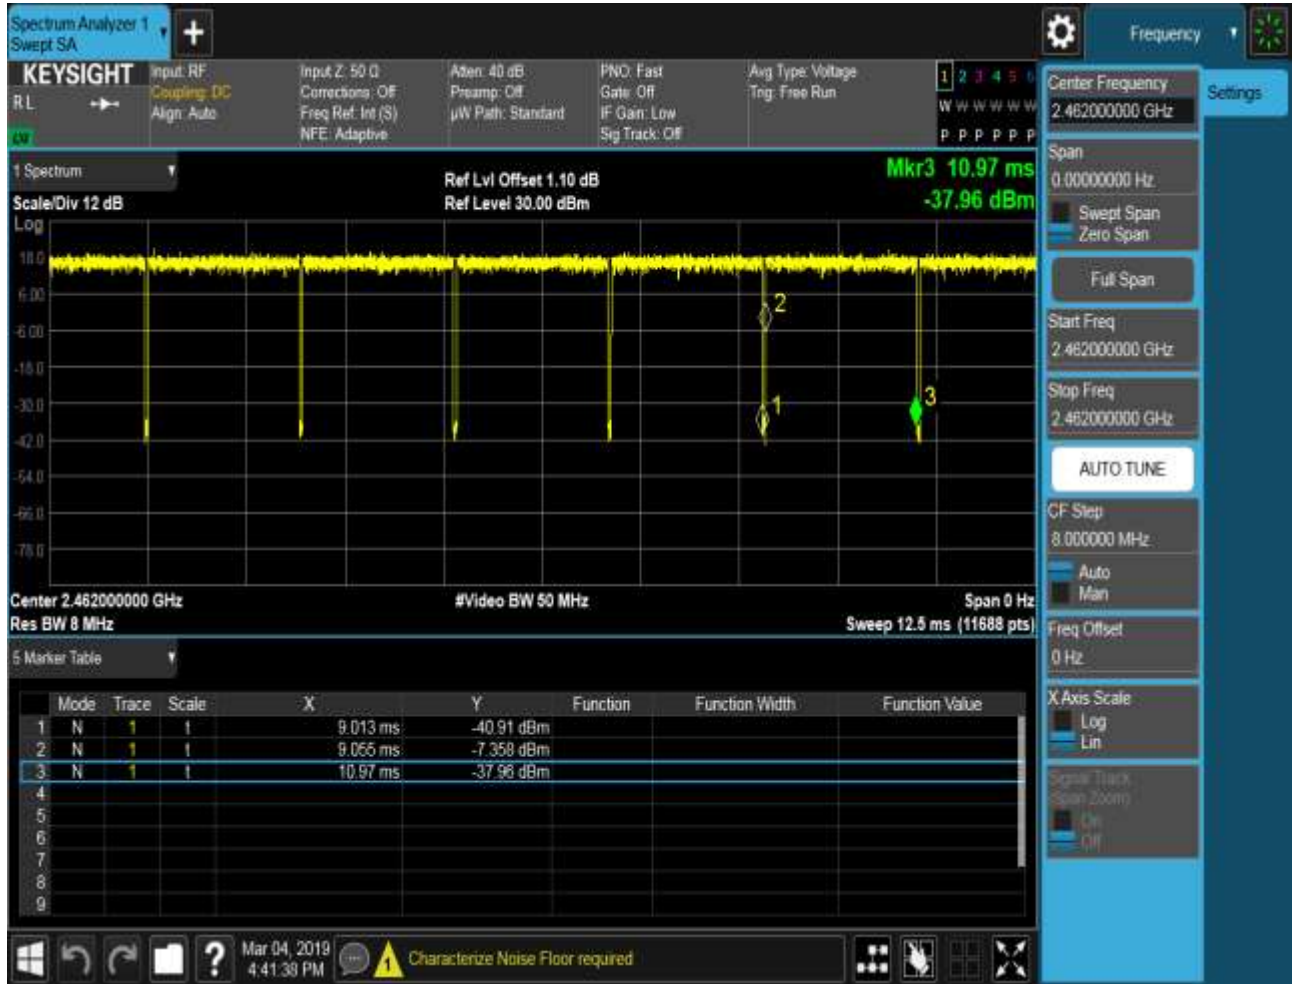 Spectrum Analyzer 1
Swept SA
Frequency
KEYSIGHT
RL
Input: RF
Coupling: DC
Align: Auto
Input Z: 50 Ω
Corrections: Off
Freq Ref: Int (S)
NFE: Adaptive
Atten: 40 dB
Preamp: Off
µW Path: Standard
PNO: Fast
Gate: Off
IF Gain: Low
Sig Track: Off
Avg Type: Voltage
Trig: Free Run
1 2 3 4 5 6
W W W W W W
P P P P P P
1 Spectrum
Scale/Div 12 dB
Ref Lvl Offset 1.10 dB
Ref Level 30.00 dBm
Mkr3 10.97 ms
-37.96 dBm
Log
18.0
6.00
-6.00
-18.0
-30.0
-42.0
-54.0
-66.0
-78.0
2
1
3
Center 2.462000000 GHz
#Video BW 50 MHz
Span 0 Hz
Res BW 8 MHz
Sweep 12.5 ms (11688 pts)
5 Marker Table
Mode Trace Scale X Y Function Function Width Function Value
1 N 1 t 9.013 ms -40.91 dBm
2 N 1 t 9.055 ms -7.358 dBm
3 N 1 t 10.97 ms -37.96 dBm
4
5
6
7
8
9
Mar 04, 2019
4:41:38 PM
1
Characterize Noise Floor required
Center Frequency
2.462000000 GHz
Settings
Span
0.00000000 Hz
Swept Span
Zero Span
Full Span
Start Freq
2.462000000 GHz
Stop Freq
2.462000000 GHz
AUTO TUNE
CF Step
8.000000 MHz
Auto
Man
Freq Offset
0 Hz
X Axis Scale
Log
Lin
Signal Track
(Span Zoom)
On
Off